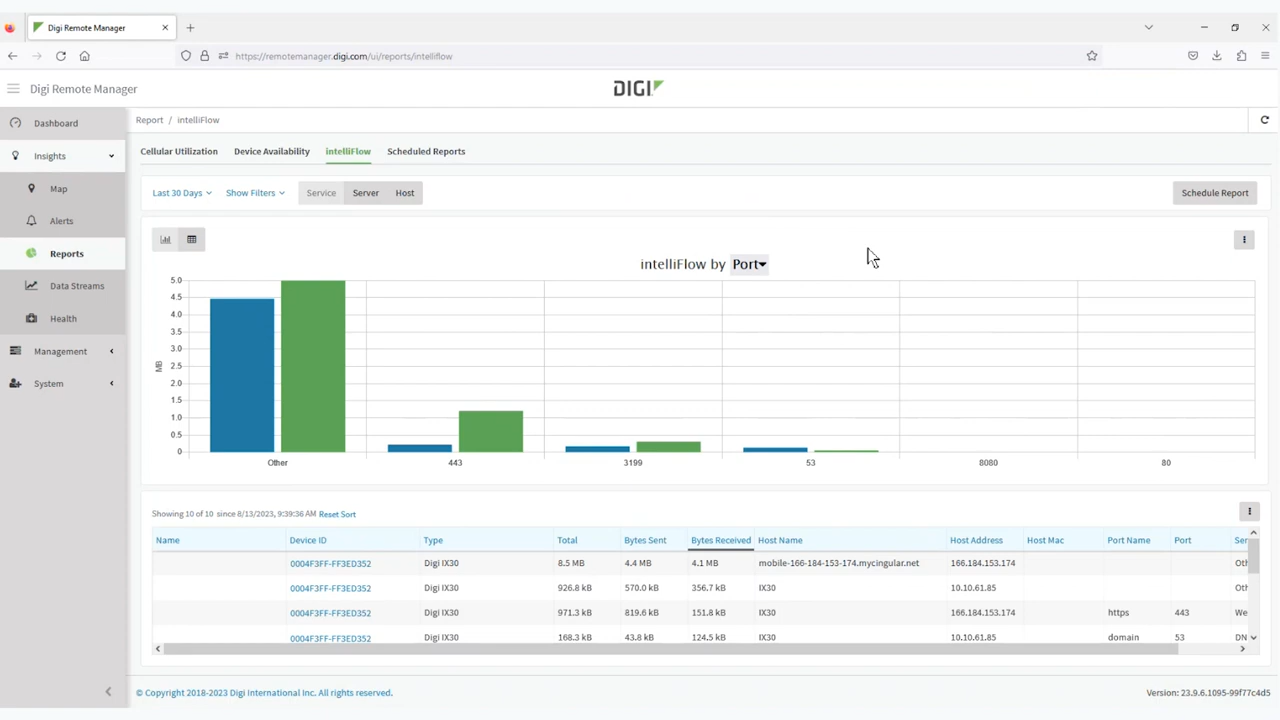 Digi Remote Manager
https://remotemanager.digi.com/ui/reports/intelliflow
Digi Remote Manager
DIGI
Dashboard
Insights
Map
Alerts
Reports
Data Streams
Health
Management
System
Report / intelliFlow
Cellular Utilization Device Availability intelliFlow Scheduled Reports
Last 30 Days Show Filters Service Server Host Schedule Report
intelliFlow by Port
MB
5.0
4.5
4.0
3.5
3.0
2.5
2.0
1.5
1.0
0.5
0
Other 443 3199 53 8080 80
Showing 10 of 10 since 8/13/2023, 9:39:36 AM Reset Sort
Name Device ID Type Total Bytes Sent Bytes Received Host Name Host Address Host Mac Port Name Port Ser
0004F3FF-FF3ED352 Digi IX30 8.5 MB 4.4 MB 4.1 MB mobile-166-184-153-174.mycingular.net 166.184.153.174 Oth
0004F3FF-FF3ED352 Digi IX30 926.8 kB 570.0 kB 356.7 kB IX30 10.10.61.85 Oth
0004F3FF-FF3ED352 Digi IX30 971.3 kB 819.6 kB 151.8 kB IX30 166.184.153.174 https 443 We
0004F3FF-FF3ED352 Digi IX30 168.3 kB 43.8 kB 124.5 kB IX30 10.10.61.85 domain 53 DN
© Copyright 2018-2023 Digi International Inc. All rights reserved. Version: 23.9.6.1095-99f77c4d5